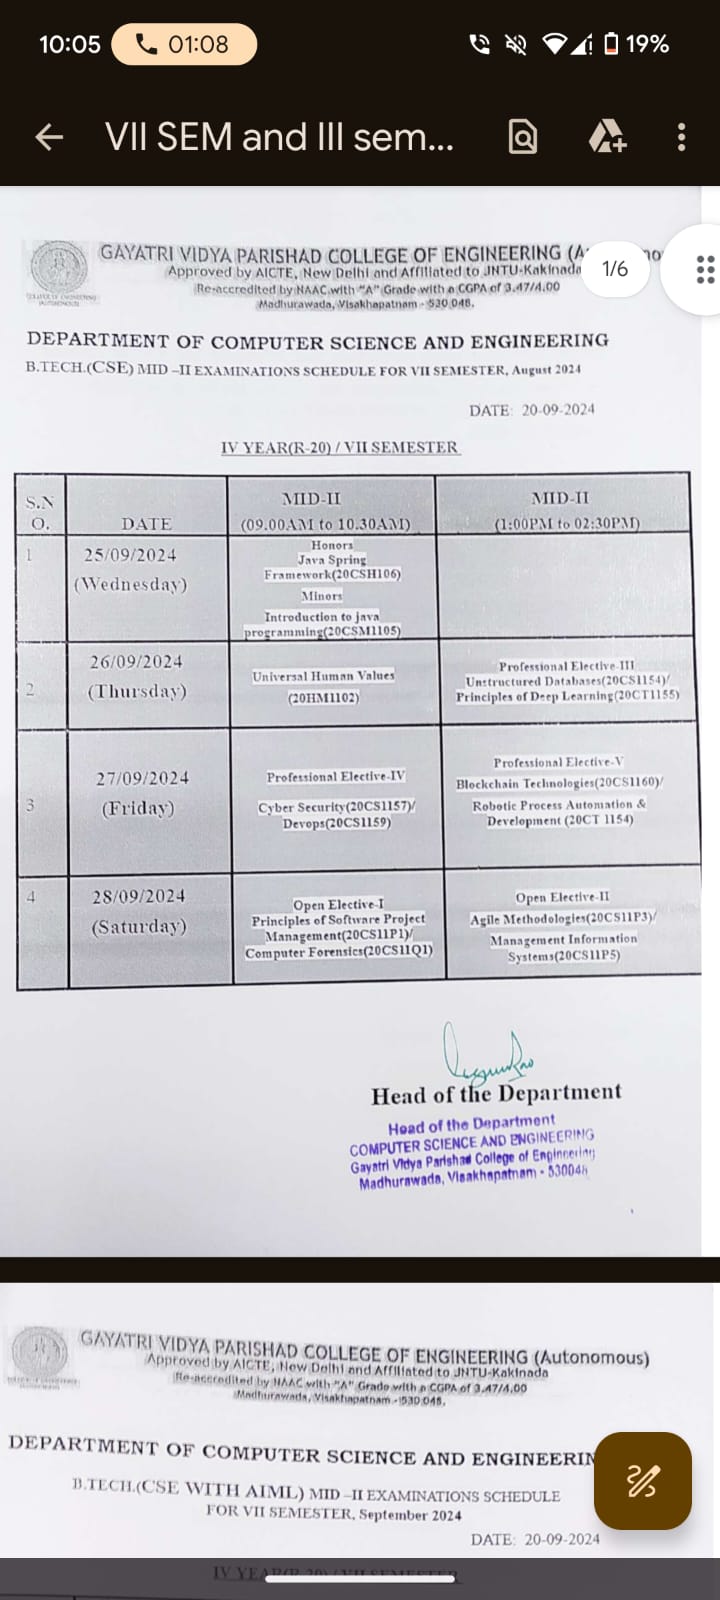 10:05
01:08
19%
VII SEM and III sem...
1/6
GAYATRI VIDYA PARISHAD COLLEGE OF ENGINEERING
Approved by AICTE, New Delhi and Affiliated to JNTU-Kakinada
Re-accredited by NAAC with "A" Grade with a CGPA of 3.47/4.00
Madhurawada, Visakhapatnam - 530 048.
DEPARTMENT OF COMPUTER SCIENCE AND ENGINEERING
B.TECH.(CSE) MID –II EXAMINATIONS SCHEDULE FOR VII SEMESTER, August 2024
DATE: 20-09-2024
IV YEAR(R-20) / VII SEMESTER
S.N
O.
DATE
MID-II
(09.00AM to 10.30AM)
MID-II
(1:00PM to 02:30PM)
1
25/09/2024
(Wednesday)
Honors
Java Spring
Framework(20CSH106)
Minors
Introduction to java
programming(20CSM1105)
2
26/09/2024
(Thursday)
Universal Human Values
(20HM1102)
Professional Elective-III
Unstructured Databases(20CS1154)/
Principles of Deep Learning(20CT1155)
3
27/09/2024
(Friday)
Professional Elective-IV
Cyber Security(20CS1157)/
Devops(20CS1159)
Professional Elective-V
Blockchain Technologies(20CS1160)/
Robotic Process Automation &
Development (20CT 1154)
4
28/09/2024
(Saturday)
Open Elective-I
Principles of Software Project
Management(20CS11P1)/
Computer Forensics(20CS11Q1)
Open Elective-II
Agile Methodologies(20CS11P3)/
Management Information
Systems(20CS11P5)
Head of the Department
Head of the Department
COMPUTER SCIENCE AND ENGINEERING
Gayatri Vidya Parishad College of Engineering
Madhurawada, Visakhapatnam - 530048
GAYATRI VIDYA PARISHAD COLLEGE OF ENGINEERING (Autonomous)
Approved by AICTE, New Delhi and Affiliated to JNTU-Kakinada
Re-accredited by NAAC with "A" Grade with a CGPA of 3.47/4.00
Madhurawada, Visakhapatnam - 530 048.
DEPARTMENT OF COMPUTER SCIENCE AND ENGINEERIN
B.TECH.(CSE WITH AIML) MID –II EXAMINATIONS SCHEDULE
FOR VII SEMESTER, September 2024
DATE: 20-09-2024